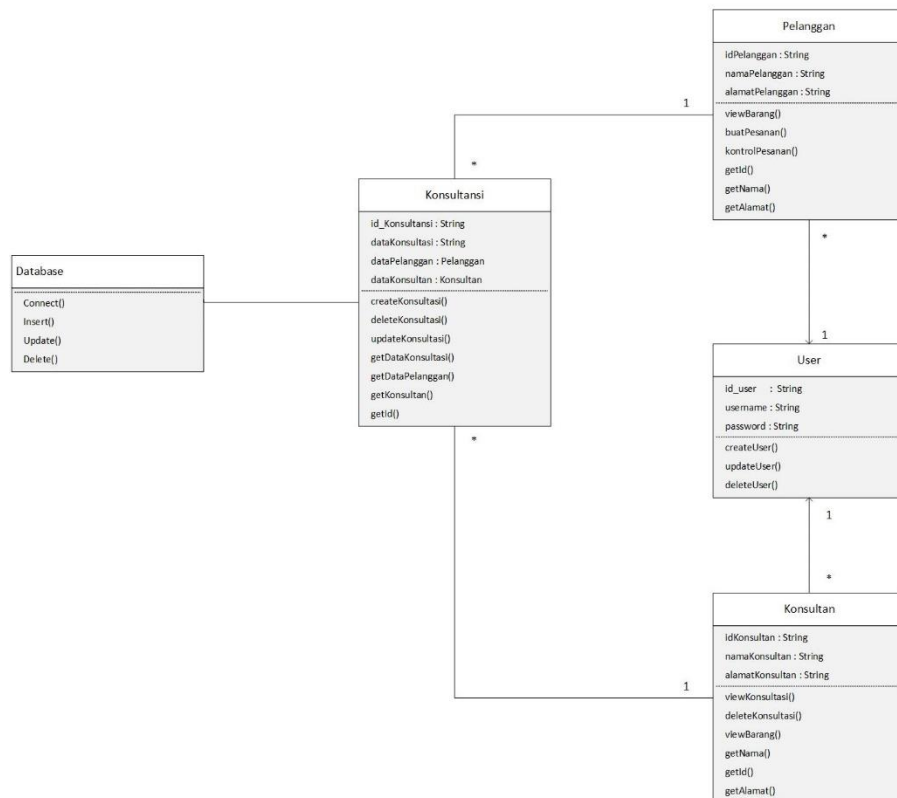 Pelanggan
idPelanggan : String
namaPelanggan : String
alamatPelanggan : String
viewBarang()
buatPesanan()
kontrolPesanan()
getId()
getNama()
getAlamat()
1
*
Konsultansi
id_Konsultansi : String
dataKonsultasi : String
dataPelanggan : Pelanggan
dataKonsultan : Konsultan
createKonsultasi()
deleteKonsultasi()
updateKonsultasi()
getDataKonsultasi()
getDataPelanggan()
getKonsultan()
getId()
*
Database
Connect()
Insert()
Update()
Delete()
*
1
User
id_user : String
username : String
password : String
createUser()
updateUser()
deleteUser()
1
*
Konsultan
idKonsultan : String
namaKonsultan : String
alamatKonsultan : String
viewKonsultasi()
deleteKonsultasi()
viewBarang()
getNama()
getId()
getAlamat()
1